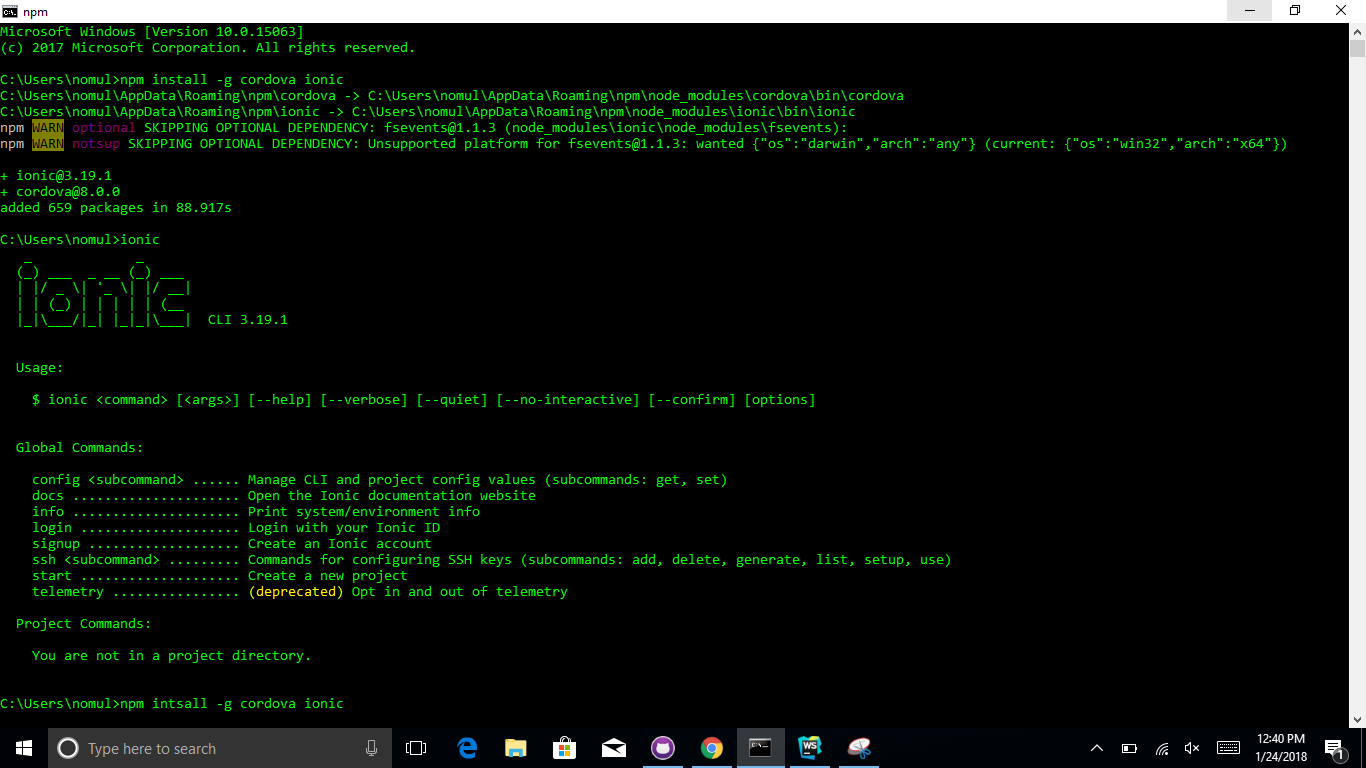 npm
Microsoft Windows [Version 10.0.15063]
(c) 2017 Microsoft Corporation. All rights reserved.
C:\Users\nomul>npm install -g cordova ionic
C:\Users\nomul\AppData\Roaming\npm\cordova -> C:\Users\nomul\AppData\Roaming\npm\node_modules\cordova\bin\cordova
C:\Users\nomul\AppData\Roaming\npm\ionic -> C:\Users\nomul\AppData\Roaming\npm\node_modules\ionic\bin\ionic
npm WARN optional SKIPPING OPTIONAL DEPENDENCY: fsevents@1.1.3 (node_modules\ionic\node_modules\fsevents):
npm WARN notsup SKIPPING OPTIONAL DEPENDENCY: Unsupported platform for fsevents@1.1.3: wanted {"os":"darwin","arch":"any"} (current: {"os":"win32","arch":"x64"})
+ ionic@3.19.1
+ cordova@8.0.0
added 659 packages in 88.917s
C:\Users\nomul>ionic
ionic CLI 3.19.1
Usage:
$ ionic <command> [<args>] [--help] [--verbose] [--quiet] [--no-interactive] [--confirm] [options]
Global Commands:
config <subcommand> ...... Manage CLI and project config values (subcommands: get, set)
docs ..................... Open the Ionic documentation website
info ..................... Print system/environment info
login .................... Login with your Ionic ID
signup ................... Create an Ionic account
ssh <subcommand> ......... Commands for configuring SSH keys (subcommands: add, delete, generate, list, setup, use)
start .................... Create a new project
telemetry ................ (deprecated) Opt in and out of telemetry
Project Commands:
You are not in a project directory.
C:\Users\nomul>npm intsall -g cordova ionic
Type here to search
WS
12:40 PM
1/24/2018
1